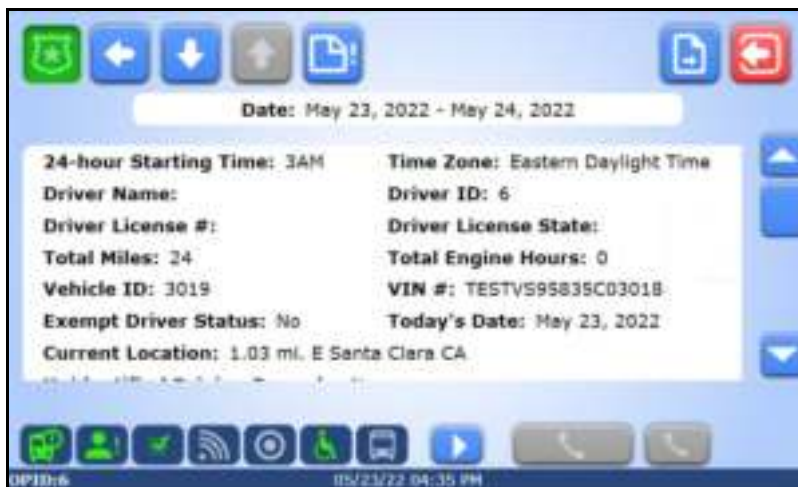 Date: May 23, 2022 - May 24, 2022
24-hour Starting Time: 3AM Time Zone: Eastern Daylight Time
Driver Name: Driver ID: 6
Driver License #: Driver License State:
Total Miles: 24 Total Engine Hours: 0
Vehicle ID: 3019 VIN #: TESTVS95835C03018
Exempt Driver Status: No Today's Date: May 23, 2022
Current Location: 1.03 mi. E Santa Clara CA
OPID:6 05/23/22 04:35 PM